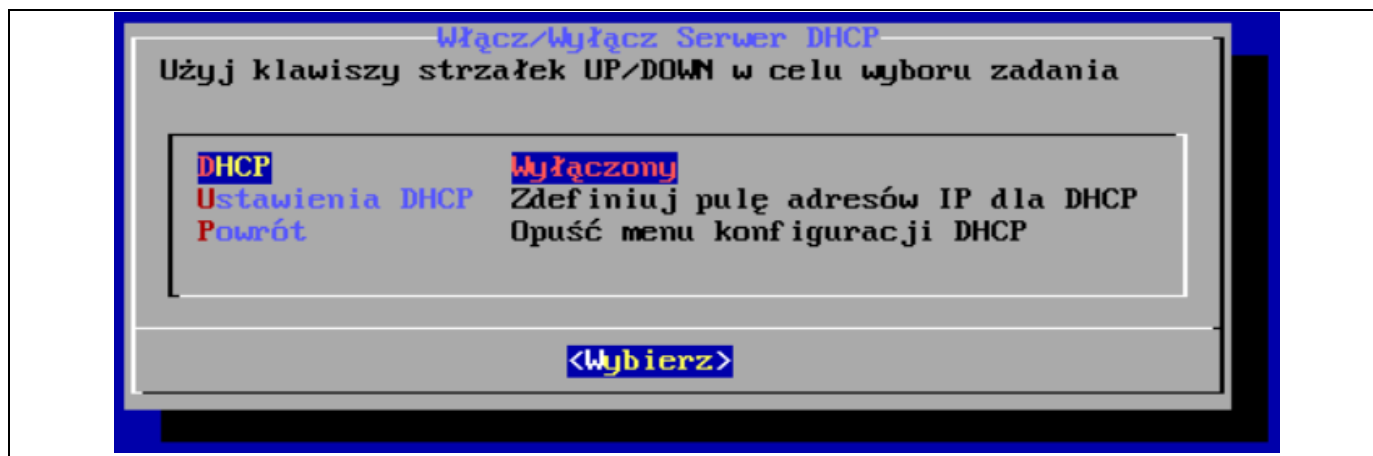 Włącz/Wyłącz Serwer DHCP
Użyj klawiszy strzałek UP/DOWN w celu wyboru zadania
DHCP Wyłączony
Ustawienia DHCP Zdefiniuj pulę adresów IP dla DHCP
Powrót Opuść menu konfiguracji DHCP
<Wybierz>